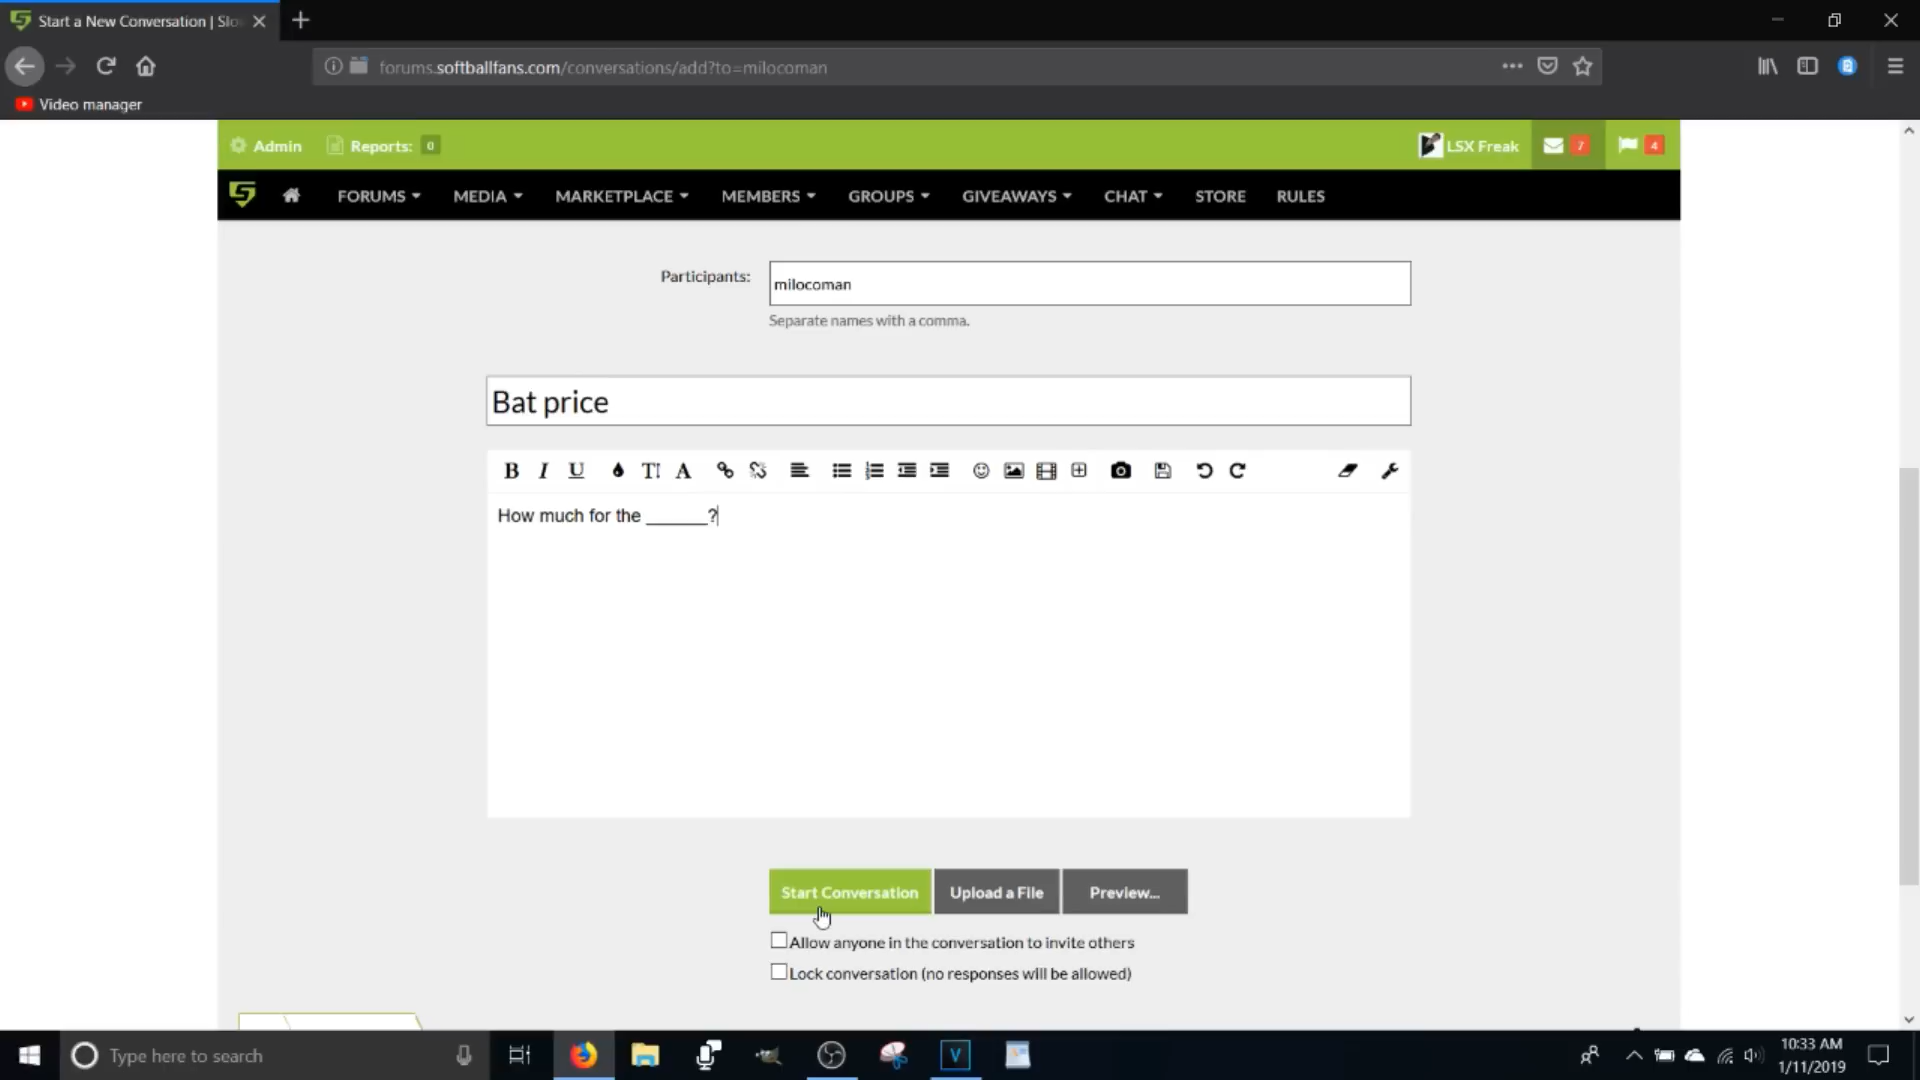 Start a New Conversation | Slo
forums.softballfans.com/conversations/add?to=milocoman
Video manager
Admin
Reports: 0
LSX Freak
7
4
FORUMS
MEDIA
MARKETPLACE
MEMBERS
GROUPS
GIVEAWAYS
CHAT
STORE
RULES
Participants:
milocoman
Separate names with a comma.
Bat price
How much for the _______?
Start Conversation
Upload a File
Preview...
Allow anyone in the conversation to invite others
Lock conversation (no responses will be allowed)
Type here to search
10:33 AM
1/11/2019